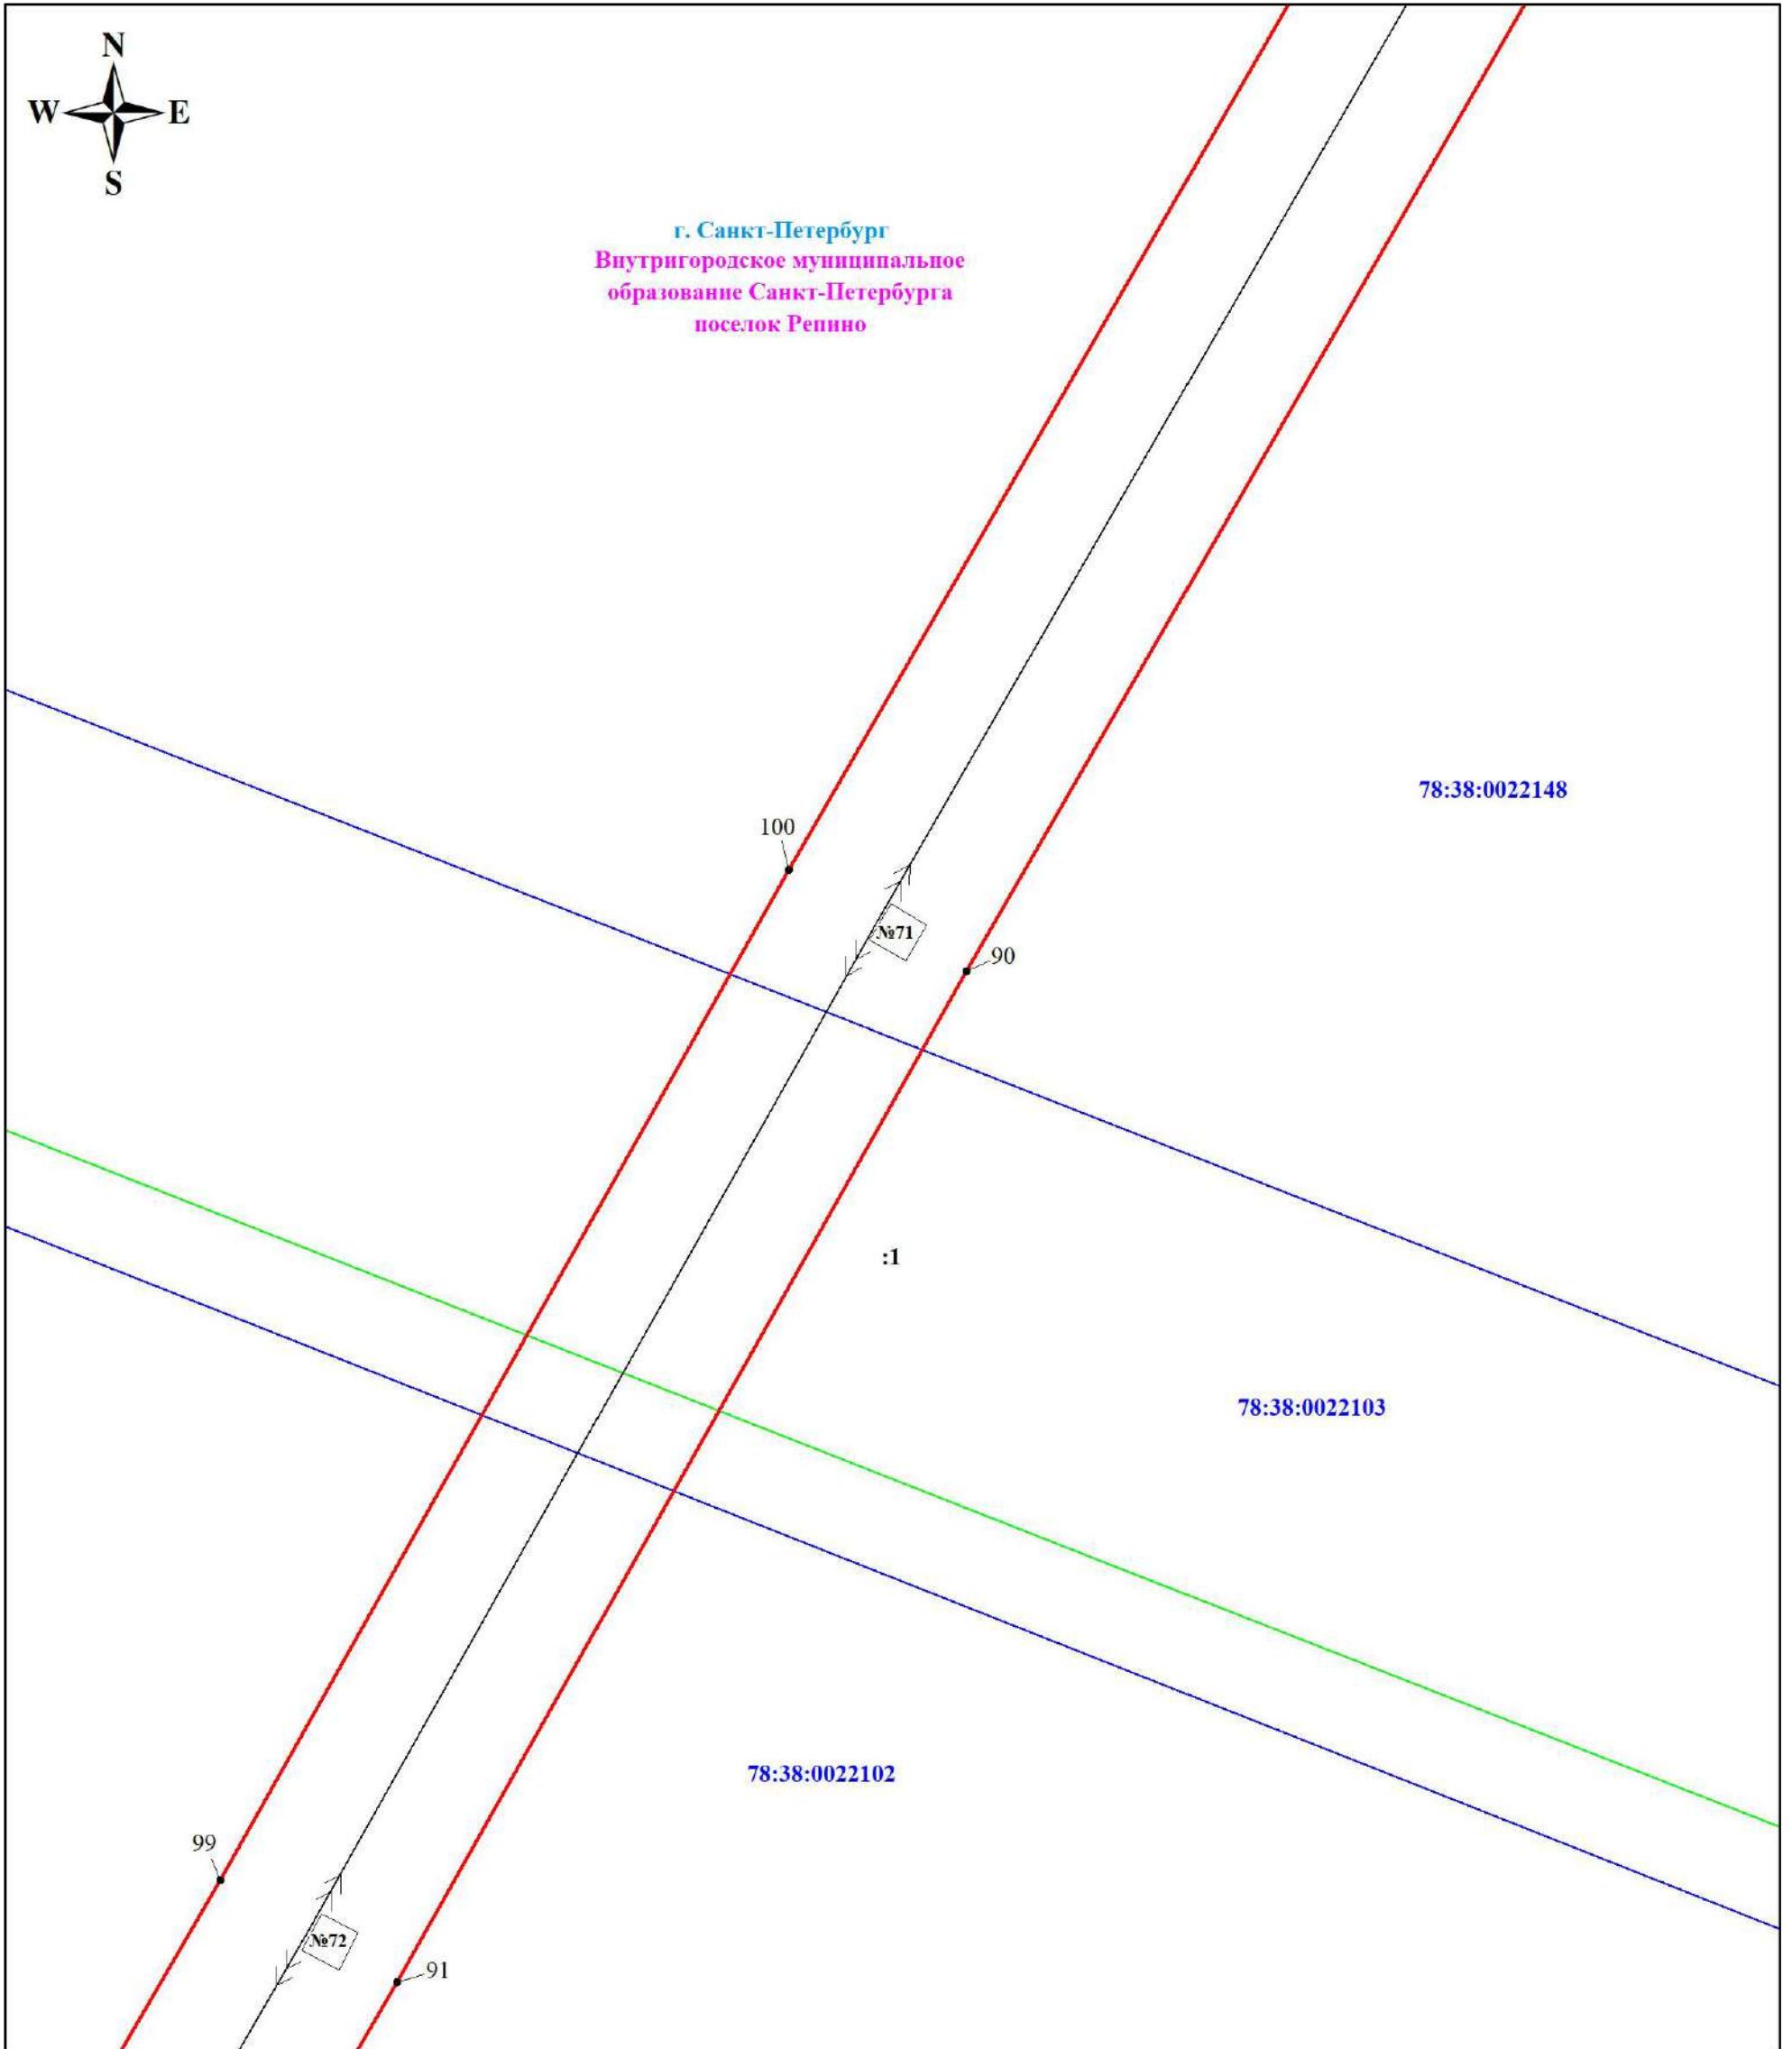 N
W E
S
г. Санкт-Петербург
Внутригородское муниципальное
образование Санкт-Петербурга
поселок Репино
78:38:0022148
100
№71
90
:1
78:38:0022103
78:38:0022102
99
№72
91